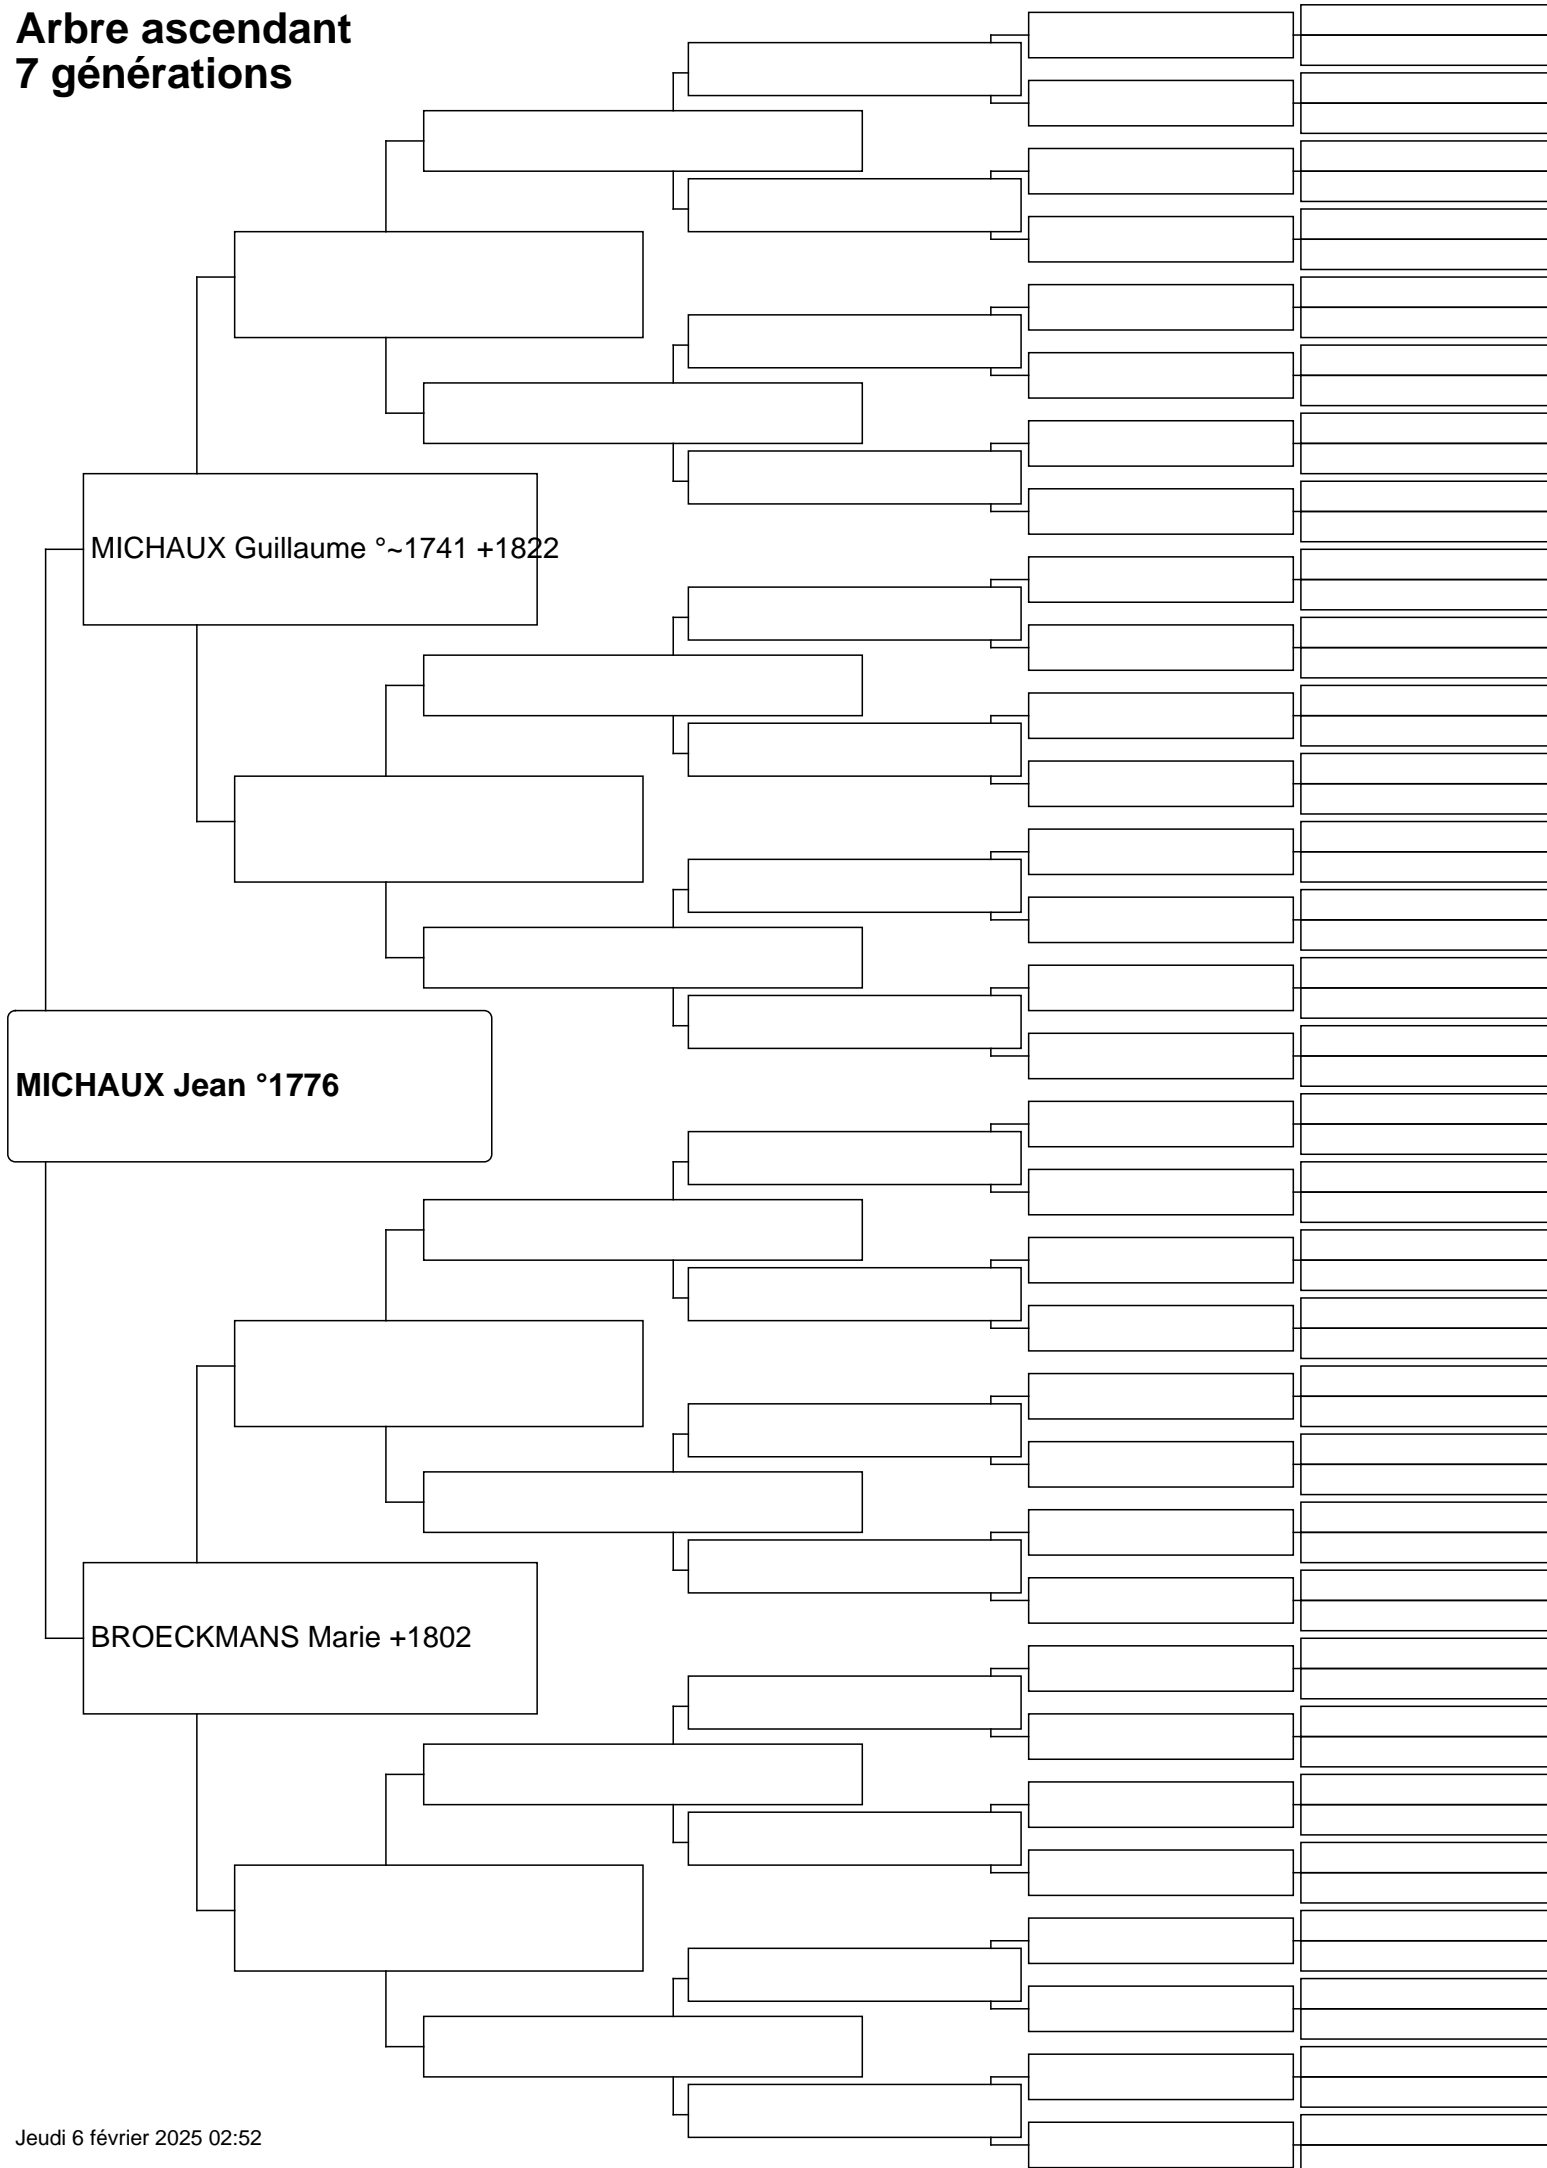 Arbre ascendant
7 générations
MICHAUX Guillaume °~1741 +1822
MICHAUX Jean °1776
BROECKMANS Marie +1802
Jeudi 6 février 2025 02:52